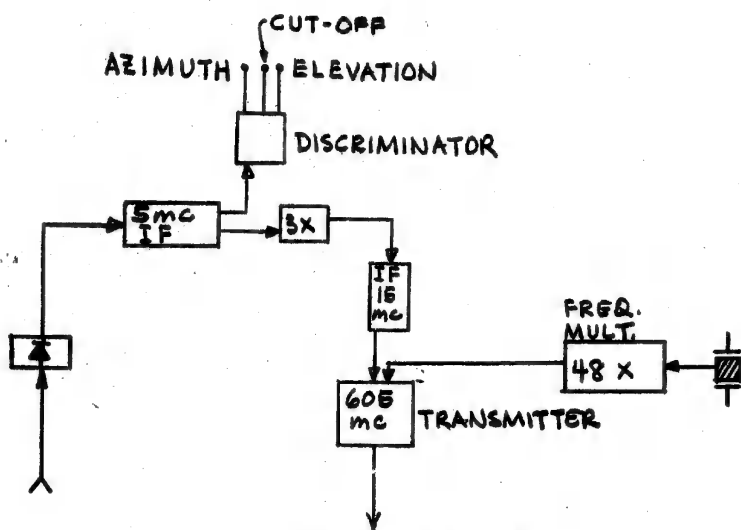 CUT-OFF
AZIMUTH
ELEVATION
DISCRIMINATOR
5mc
IF
3X
IF
15
mc
FREQ.
MULT.
48 X
605
mc
TRANSMITTER